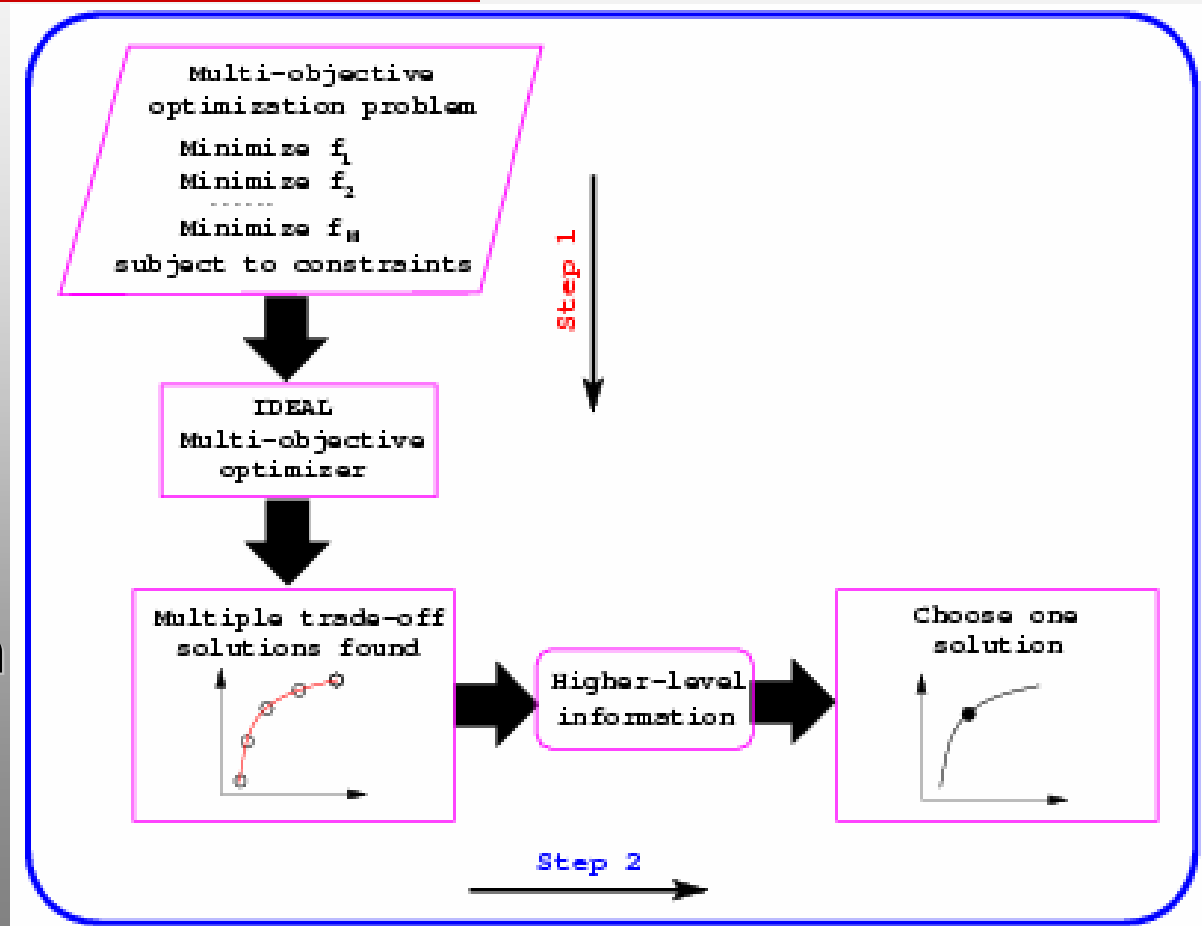 Multi-objective
optimization problem
Minimize f1
Minimize f2
------
Minimize fM
subject to constraints
Step 1
IDEAL
Multi-objective
optimizer
Multiple trade-off
solutions found
Higher-level
information
Choose one
solution
Step 2